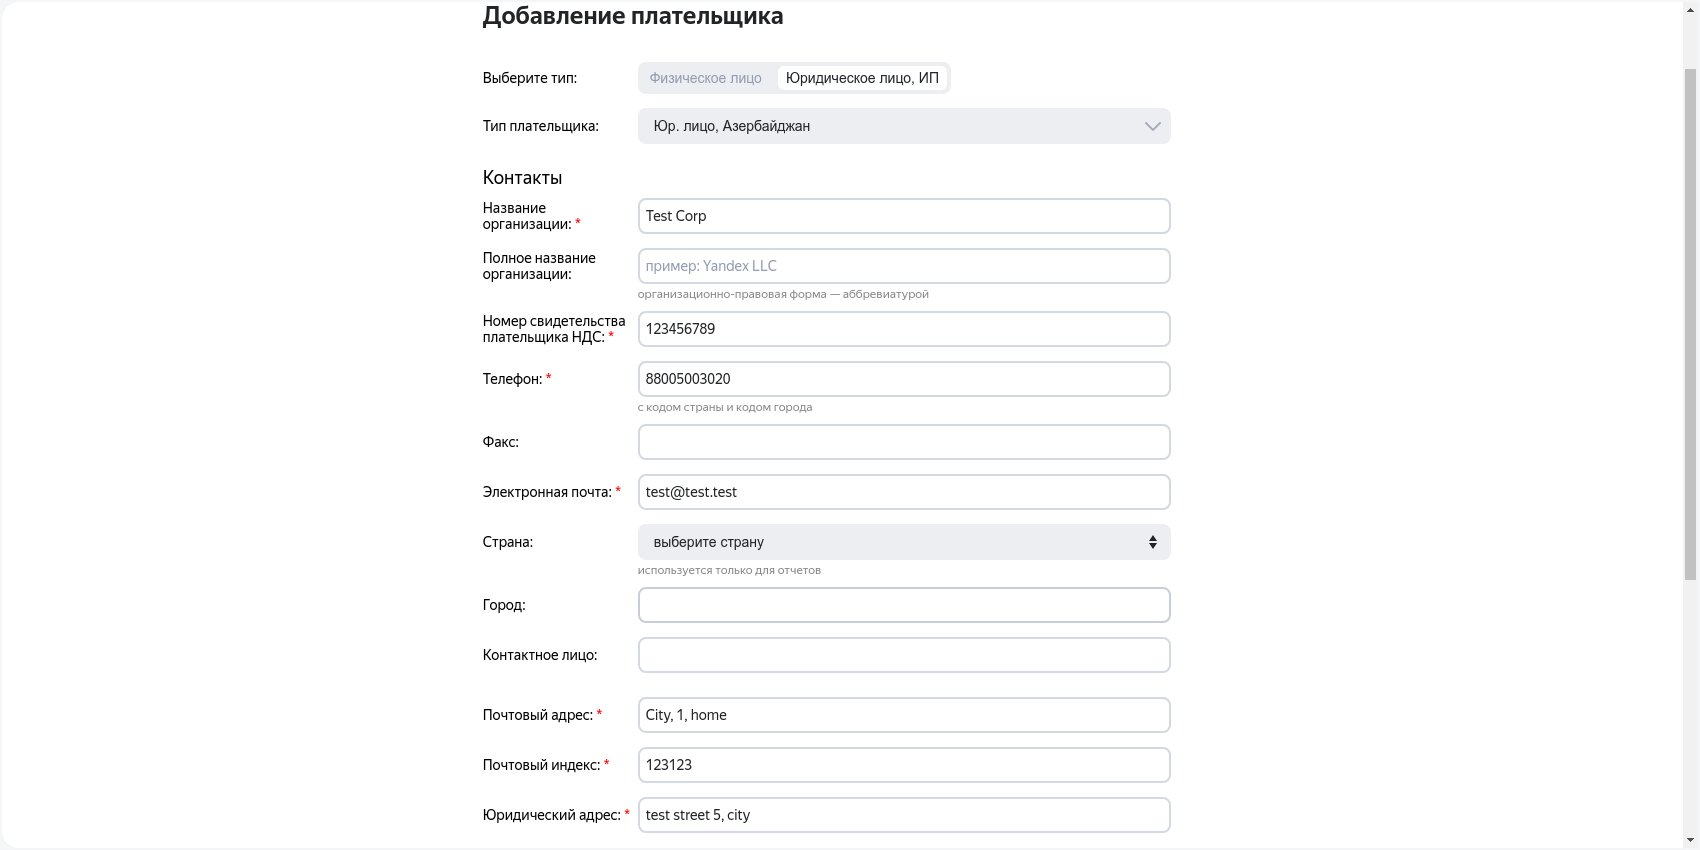 Добавление плательщика
Выберите тип: Физическое лицо Юридическое лицо, ИП
Тип плательщика: Юр. лицо, Азербайджан
Контакты
Название
организации: * Test Corp
Полное название
организации: пример: Yandex LLC
организационно-правовая форма — аббревиатурой
Номер свидетельства
плательщика НДС: * 123456789
Телефон: * 88005003020
с кодом страны и кодом города
Факс:
Электронная почта: * test@test.test
Страна: выберите страну
используется только для отчетов
Город:
Контактное лицо:
Почтовый адрес: * City, 1, home
Почтовый индекс: * 123123
Юридический адрес: * test street 5, city